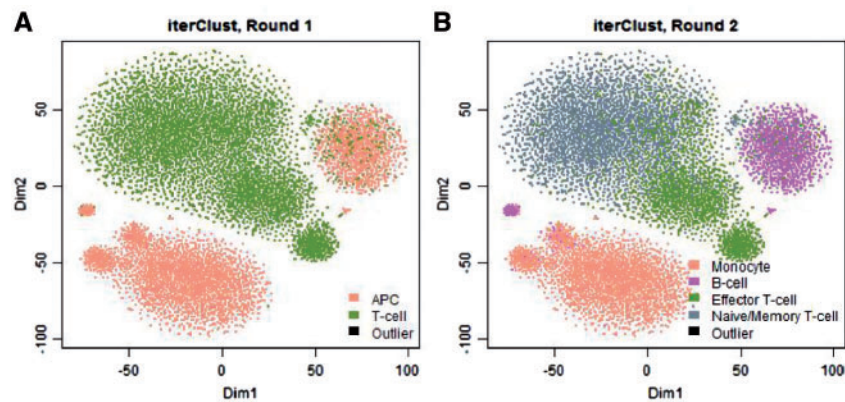 A
iterClust, Round 1
50
0
-50
-100
Dim2
-50
0
50
100
Dim1
APC
T-cell
Outlier
B
iterClust, Round 2
50
0
-50
-100
Dim2
-50
0
50
100
Dim1
Monocyte
B-cell
Effector T-cell
Naive/Memory T-cell
Outlier